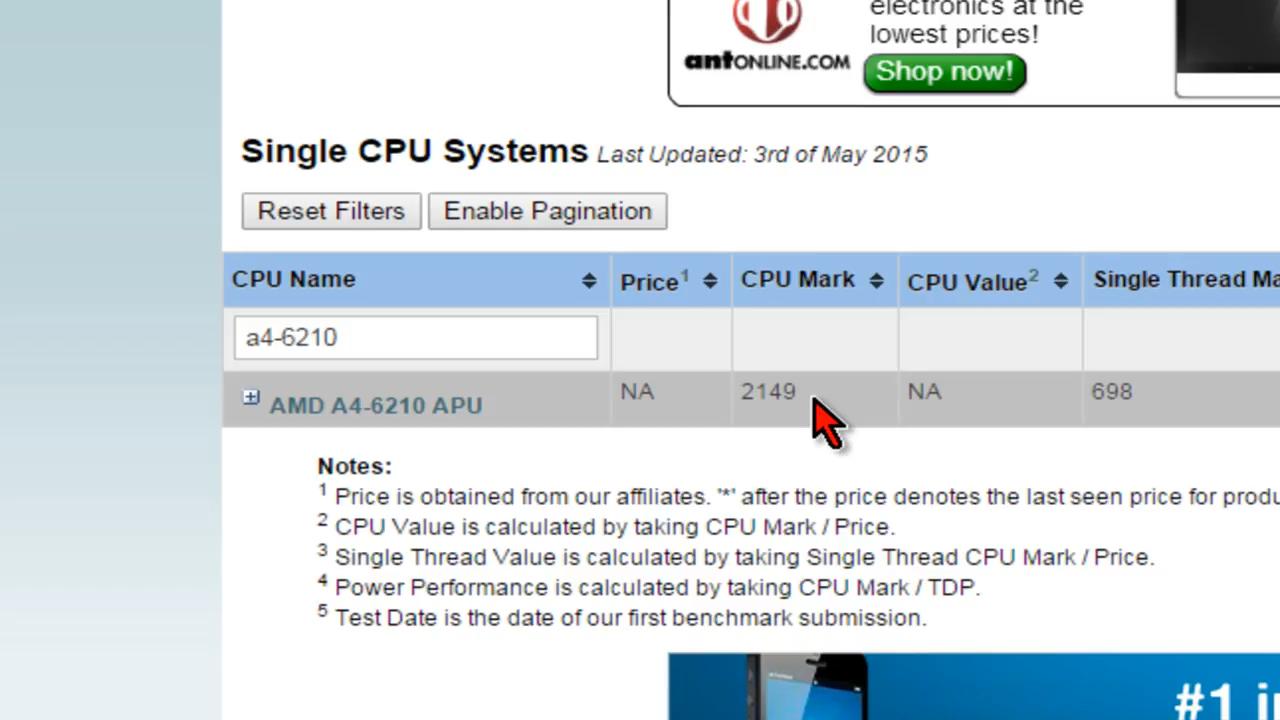 electronics at the
lowest prices!
antONLINE.COM
Shop now!
Single CPU Systems Last Updated: 3rd of May 2015
Reset Filters Enable Pagination
CPU Name Price1 CPU Mark CPU Value2 Single Thread Ma
a4-6210
AMD A4-6210 APU NA 2149 NA 698
Notes:
1 Price is obtained from our affiliates. '*' after the price denotes the last seen price for produ
2 CPU Value is calculated by taking CPU Mark / Price.
3 Single Thread Value is calculated by taking Single Thread CPU Mark / Price.
4 Power Performance is calculated by taking CPU Mark / TDP.
5 Test Date is the date of our first benchmark submission.
#1 in